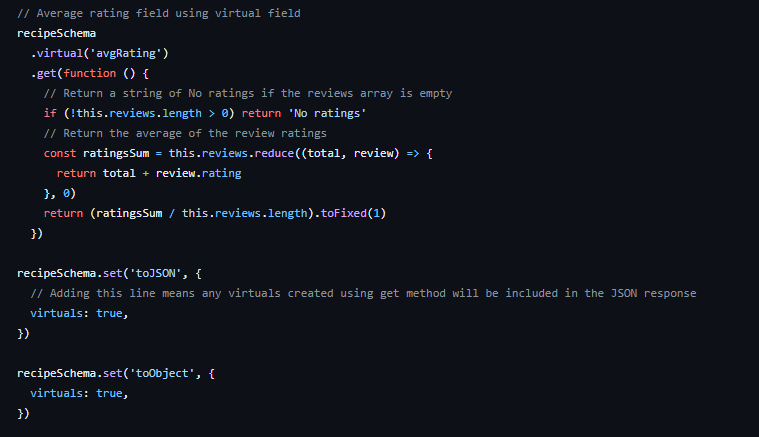 // Average rating field using virtual field
recipeSchema
  .virtual('avgRating')
  .get(function () {
    // Return a string of No ratings if the reviews array is empty
    if (!this.reviews.length > 0) return 'No ratings'
    // Return the average of the review ratings
    const ratingsSum = this.reviews.reduce((total, review) => {
      return total + review.rating
    }, 0)
    return (ratingsSum / this.reviews.length).toFixed(1)
  })

recipeSchema.set('toJSON', {
  // Adding this line means any virtuals created using get method will be included in the JSON response
  virtuals: true,
})

recipeSchema.set('toObject', {
  virtuals: true,
})